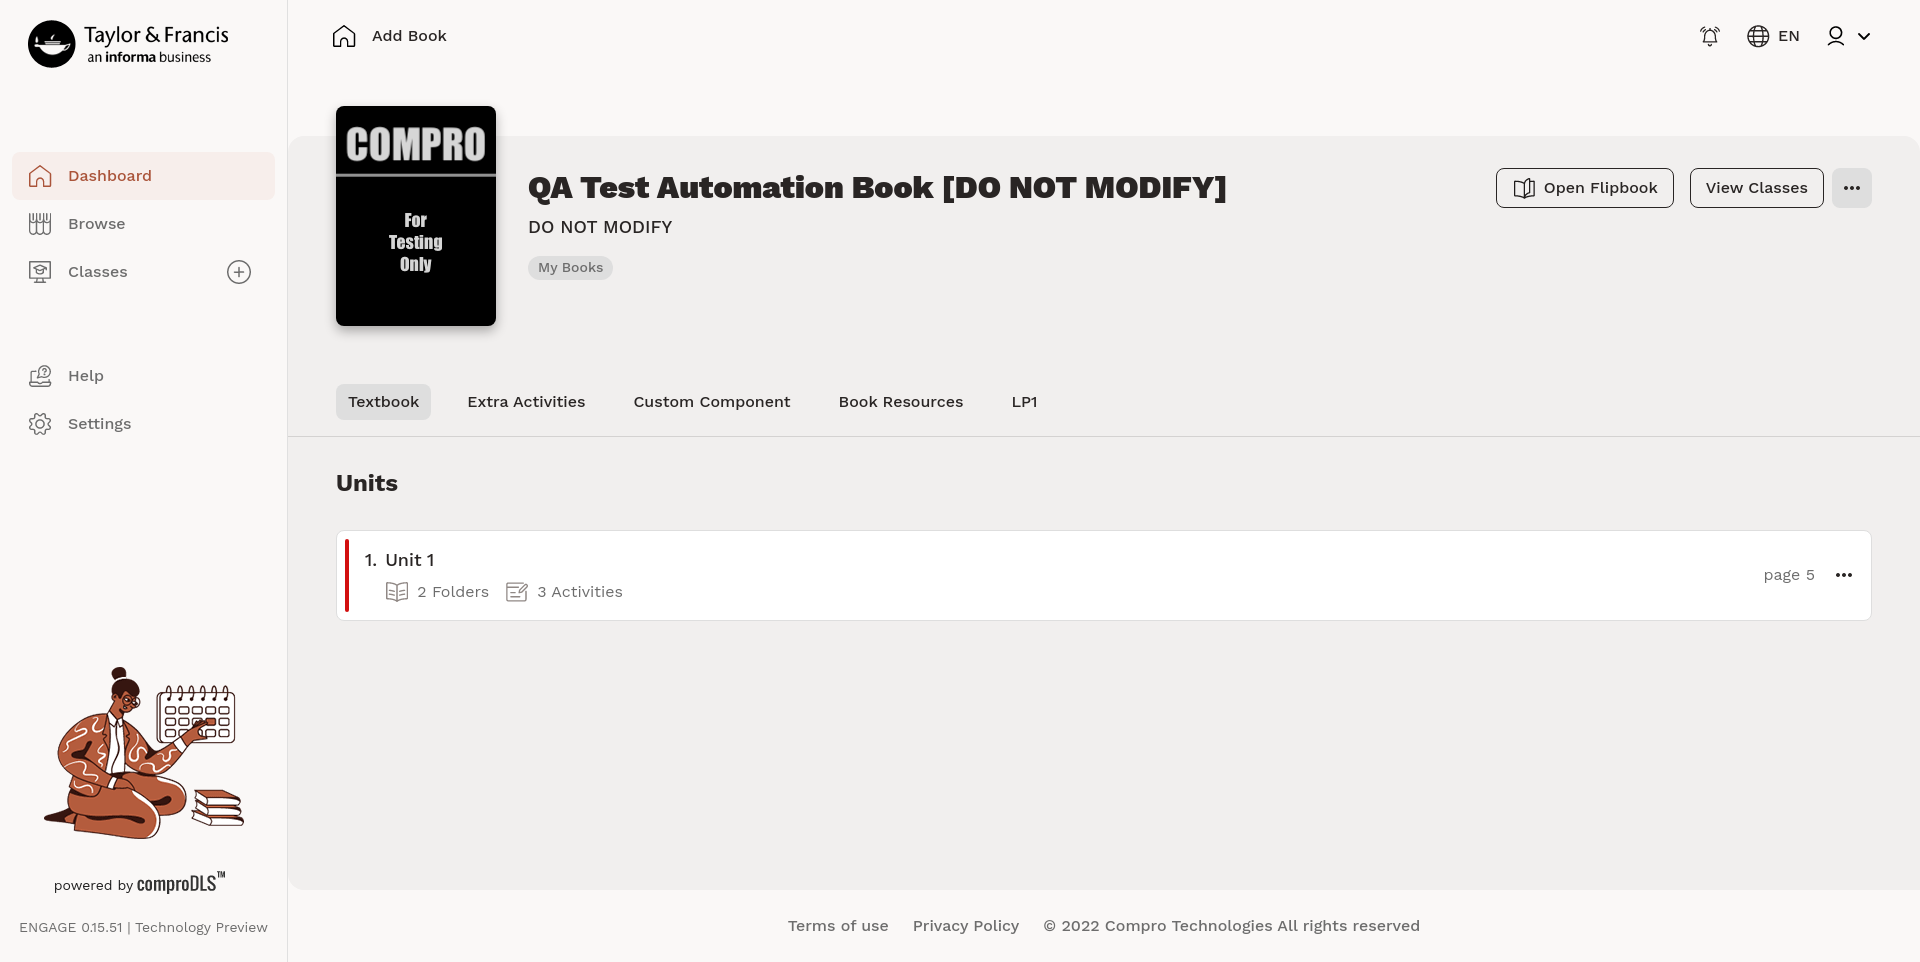 Taylor & Francis
an informa business
Add Book
EN
Dashboard
Browse
Classes
Help
Settings
COMPRO
For
Testing
Only
QA Test Automation Book [DO NOT MODIFY]
DO NOT MODIFY
My Books
Open Flipbook
View Classes
Textbook
Extra Activities
Custom Component
Book Resources
LP1
Units
1. Unit 1
2 Folders
3 Activities
page 5
powered by comproDLS™
ENGAGE 0.15.51 | Technology Preview
Terms of use
Privacy Policy
© 2022 Compro Technologies All rights reserved